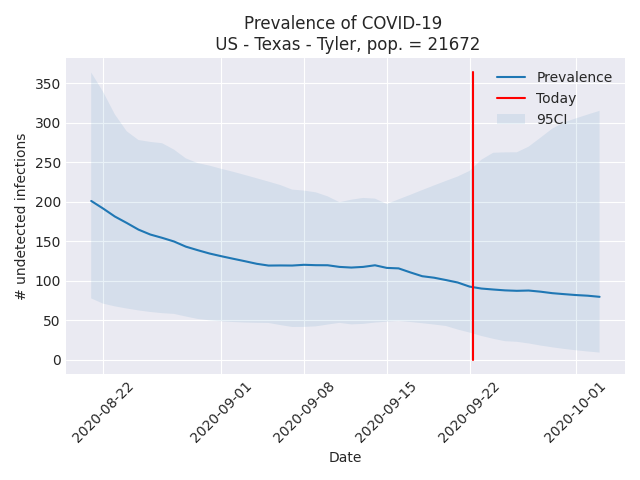 Prevalence of COVID-19
US - Texas - Tyler, pop. = 21672
Prevalence
Today
95CI
# undetected infections
350
300
250
200
150
100
50
0
2020-08-22
2020-09-01
2020-09-08
2020-09-15
2020-09-22
2020-10-01
Date